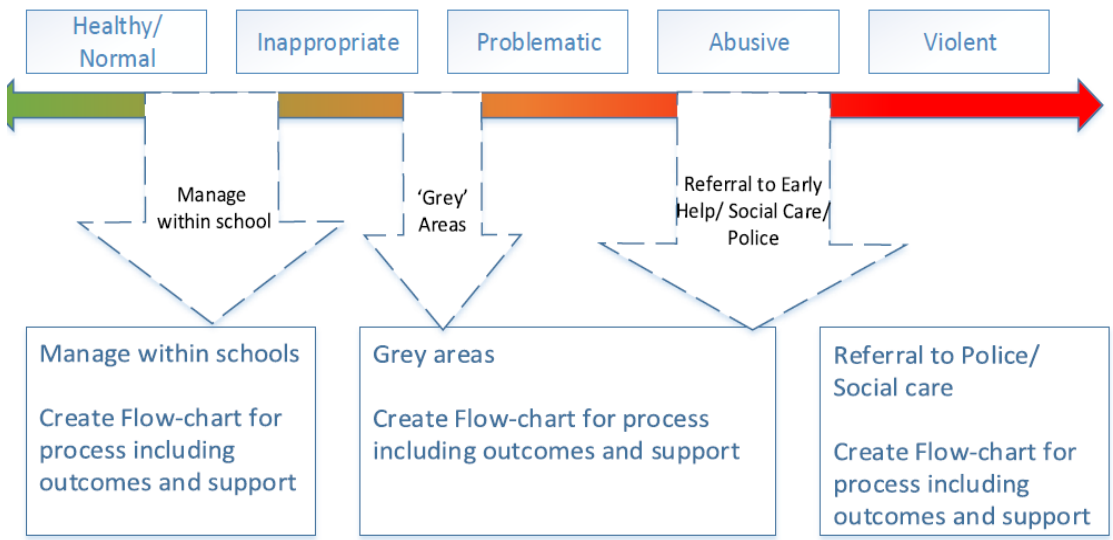 Healthy/
Normal
Inappropriate
Problematic
Abusive
Violent
Manage
within school
‘Grey’
Areas
Referral to Early
Help/ Social Care/
Police
Manage within schools
Create Flow-chart for
process including
outcomes and support
Grey areas
Create Flow-chart for process
including outcomes and support
Referral to Police/
Social care
Create Flow-chart for
process including
outcomes and support